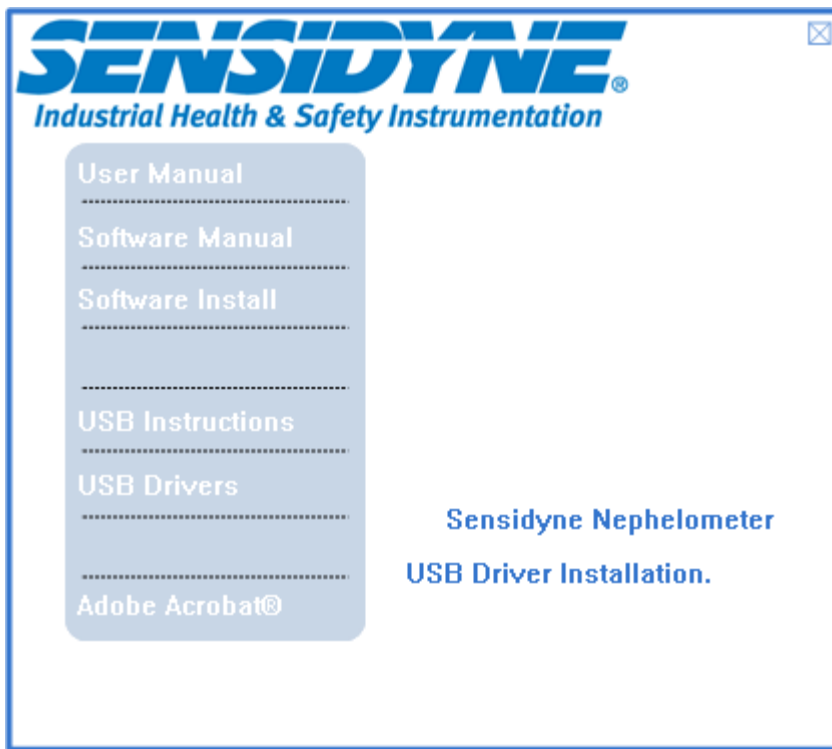 SENSIDYNE®
Industrial Health & Safety Instrumentation
User Manual
Software Manual
Software Install
USB Instructions
USB Drivers
Adobe Acrobat®
Sensidyne Nephelometer
USB Driver Installation.